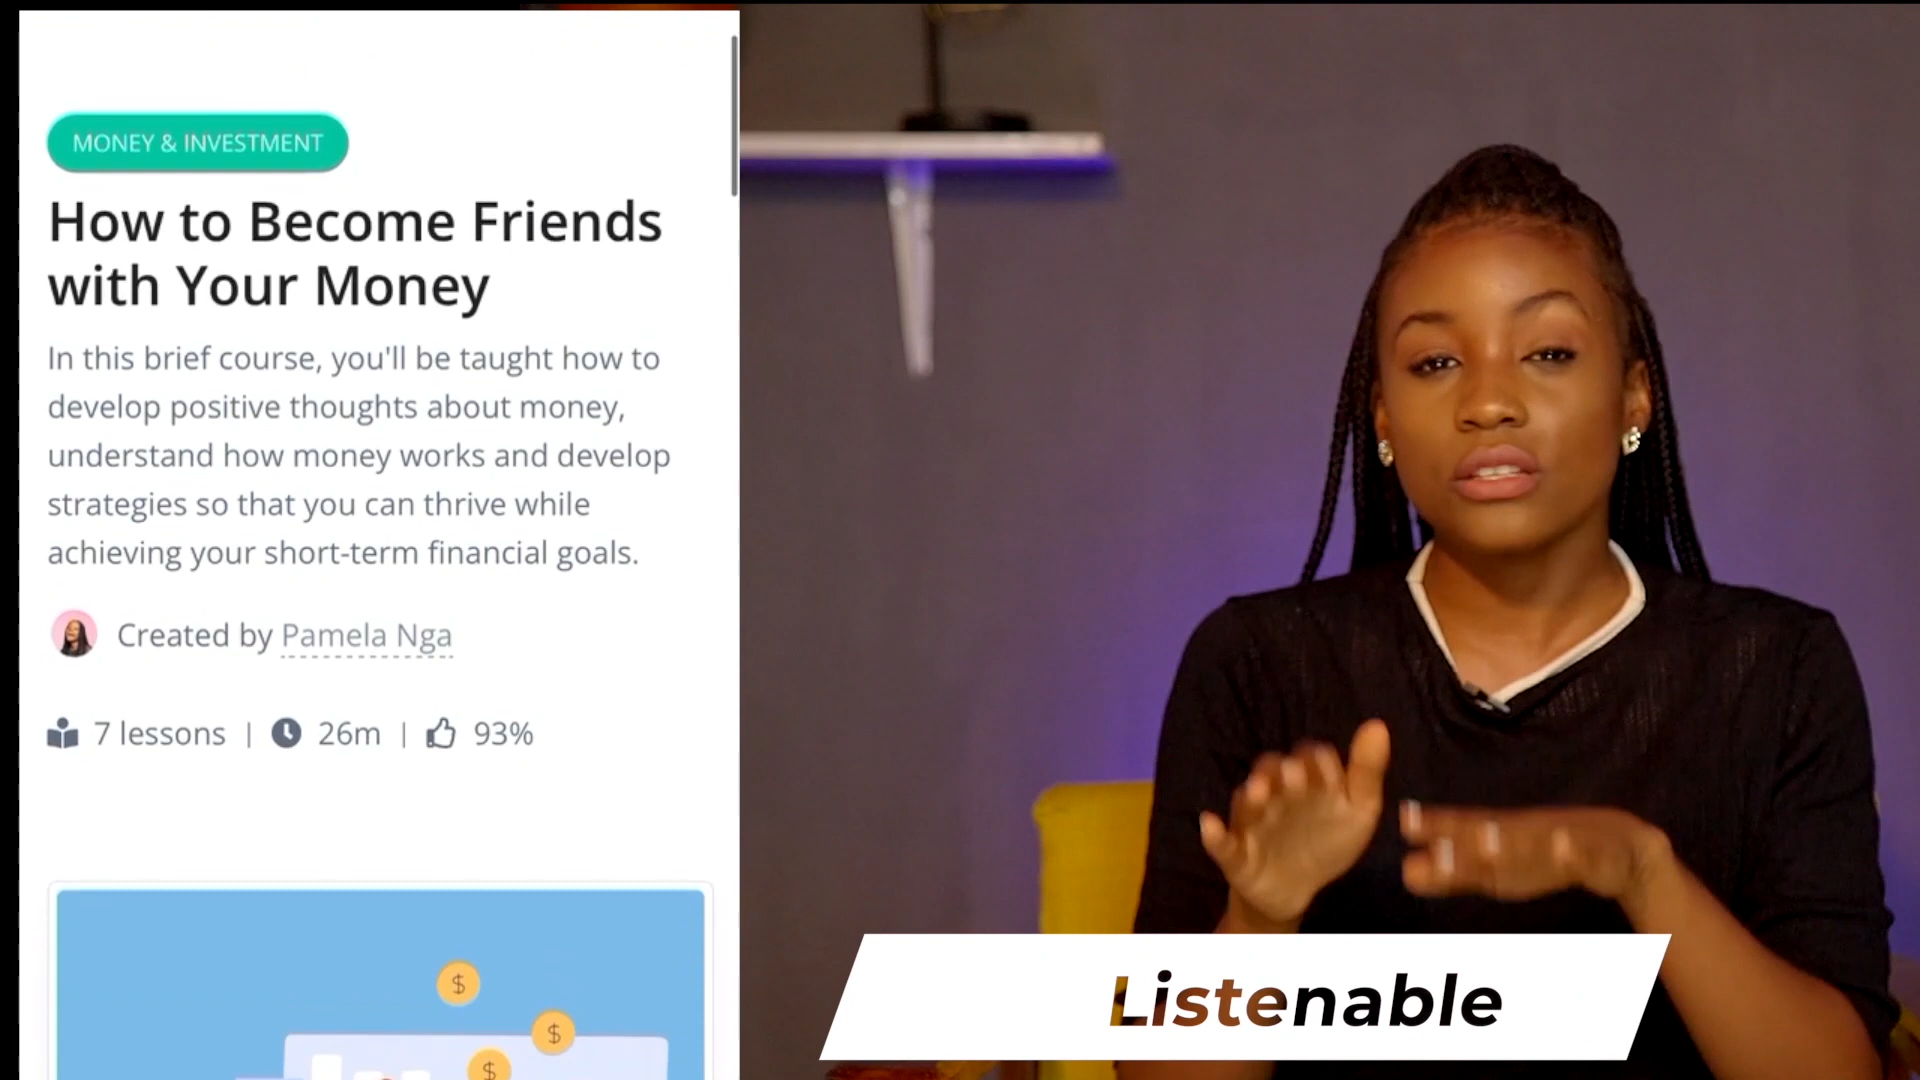 MONEY & INVESTMENT
How to Become Friends
with Your Money
In this brief course, you'll be taught how to
develop positive thoughts about money,
understand how money works and develop
strategies so that you can thrive while
achieving your short-term financial goals.
Created by Pamela Nga
7 lessons | 26m | 93%
$
$
$
Listenable